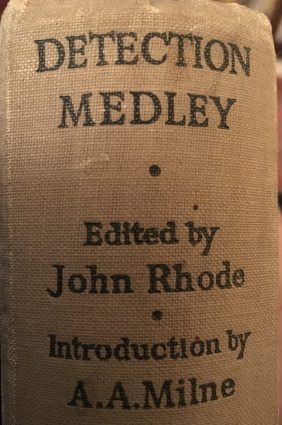 DETECTION
MEDLEY
•
Edited by
John Rhode
•
Introduction by
A.A.Milne